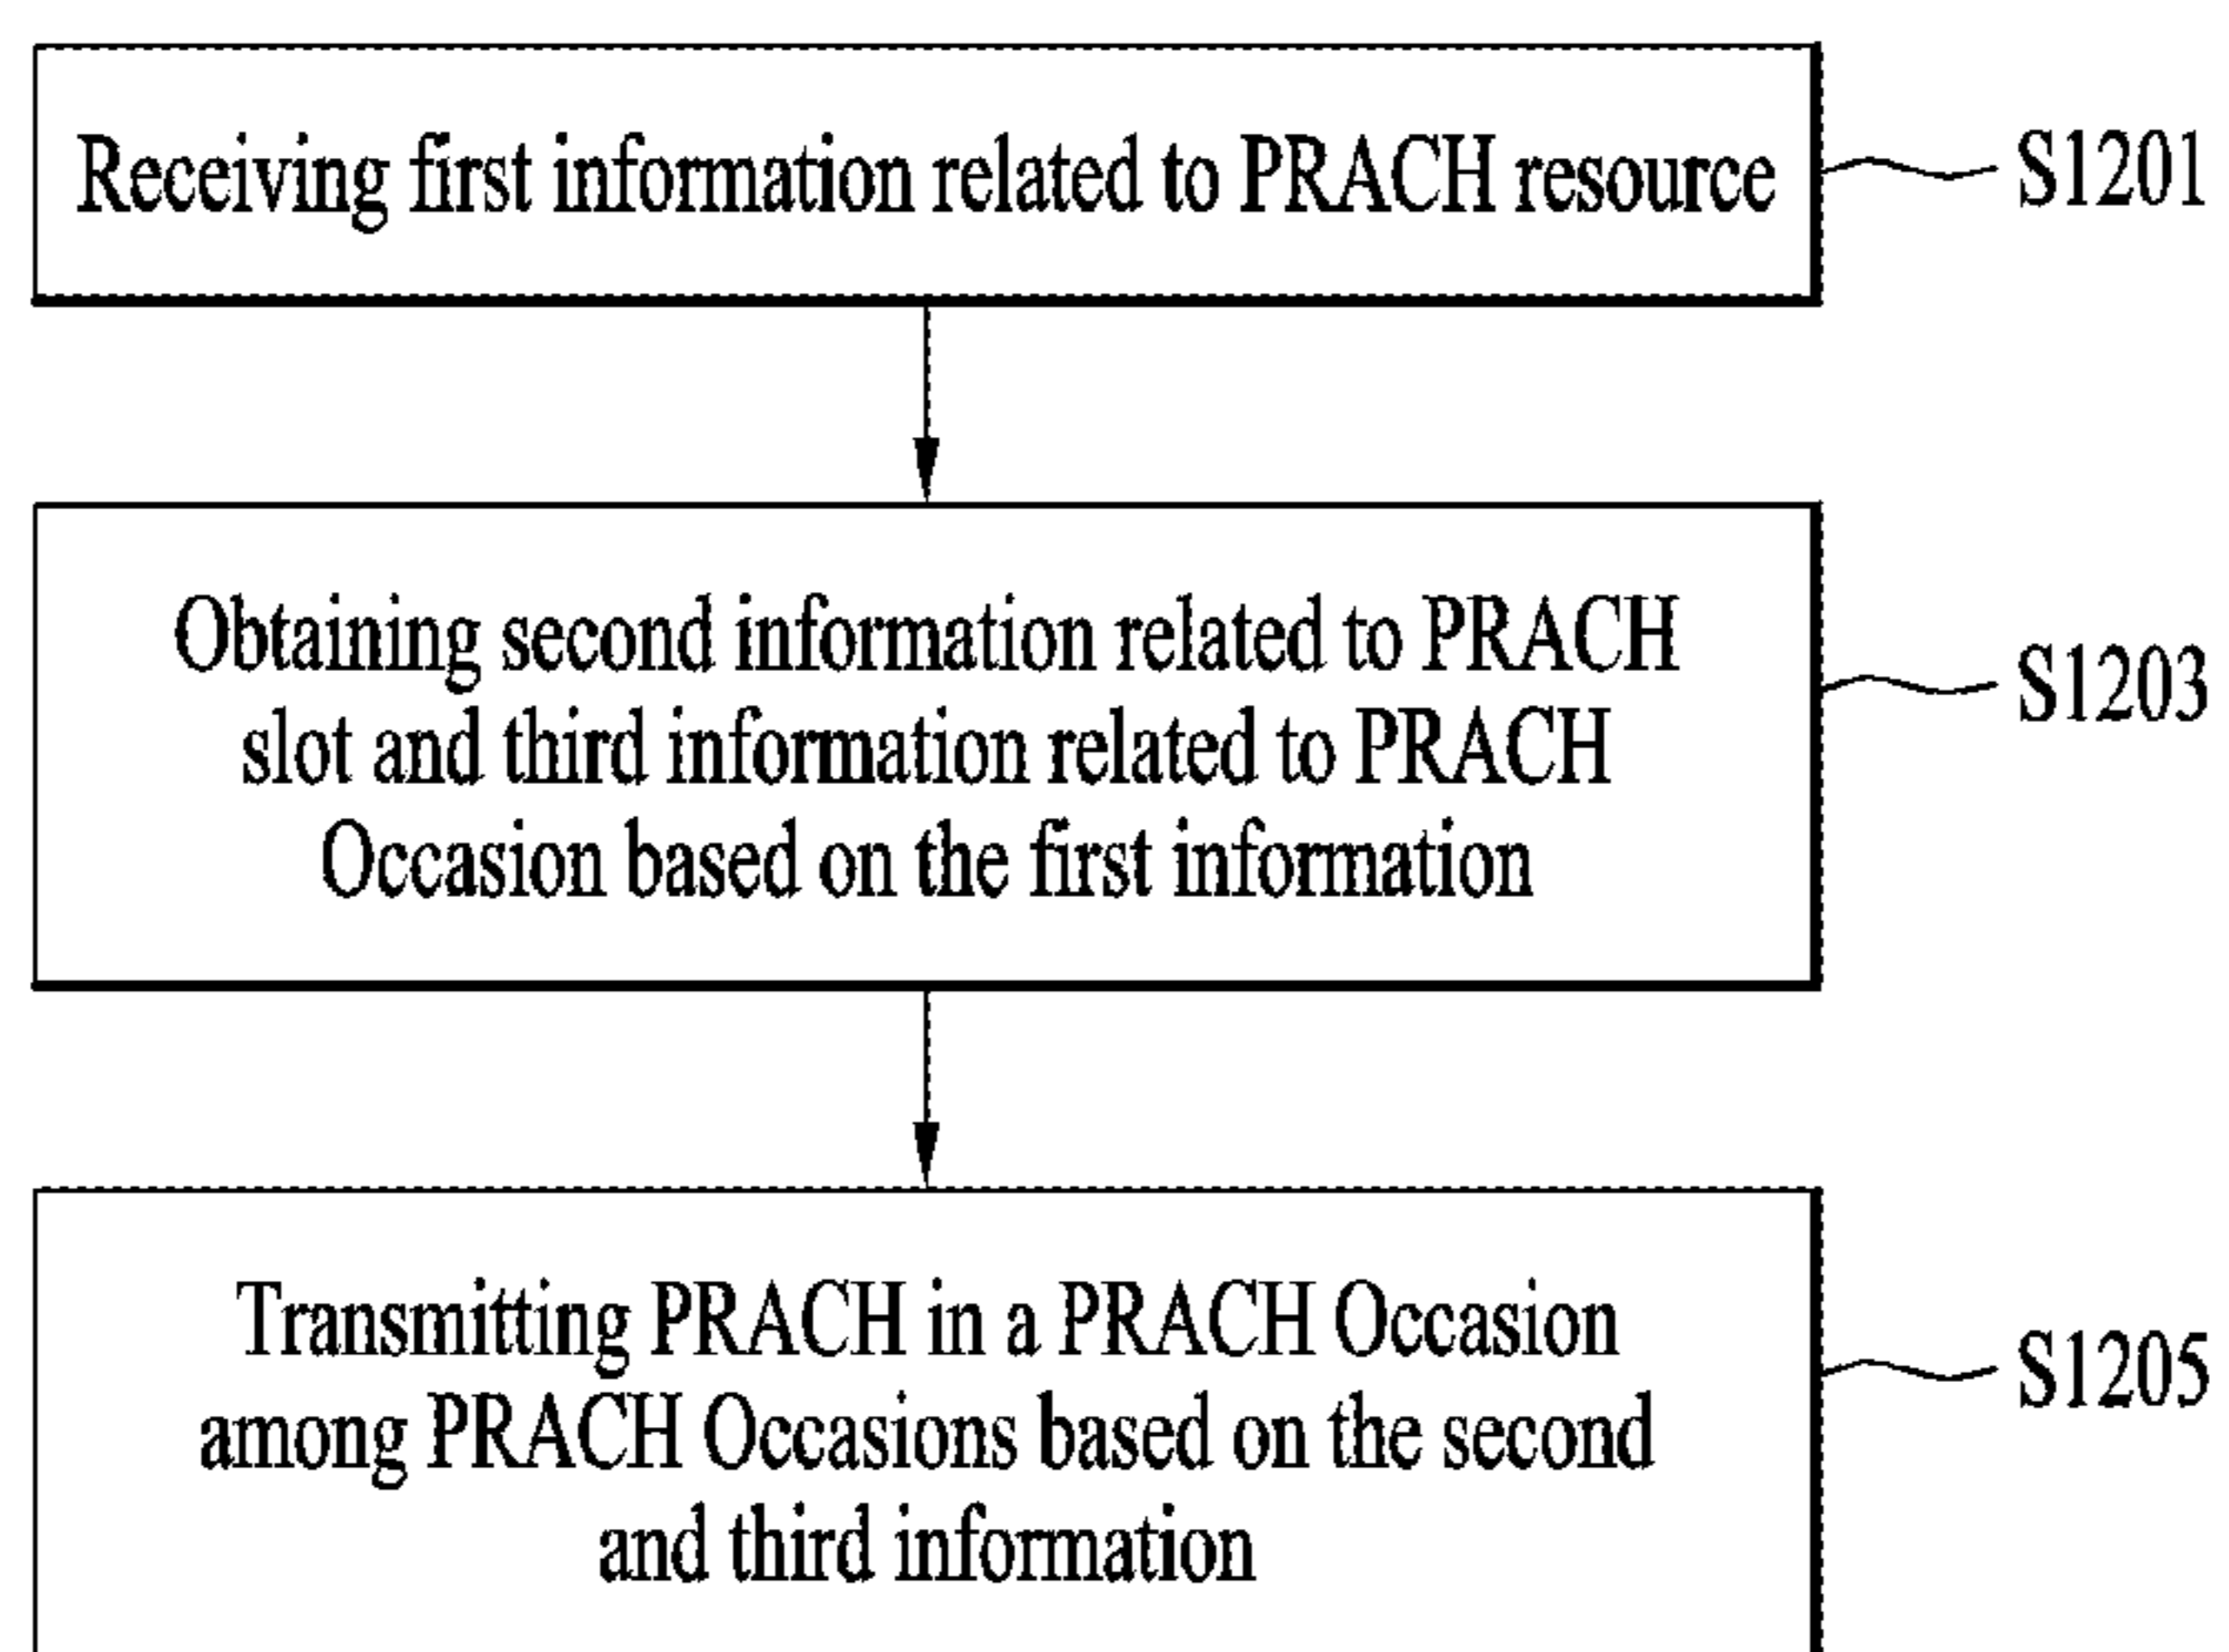 Receiving first information related to PRACH resource
S1201
Obtaining second information related to PRACH
slot and third information related to PRACH
Occasion based on the first information
S1203
Transmitting PRACH in a PRACH Occasion
among PRACH Occasions based on the second
and third information
S1205